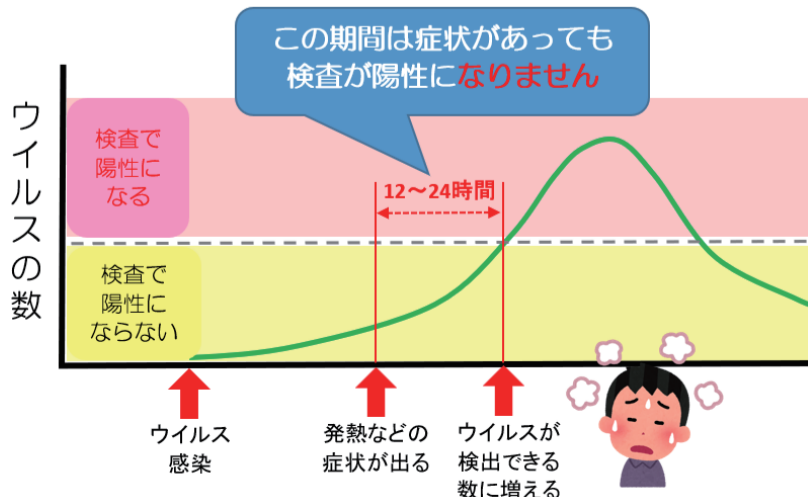 この期間は症状があっても
検査が陽性になりません
ウイルスの数
検査で
陽性に
なる
12～24時間
検査で
陽性に
ならない
ウイルス
感染
発熱などの
症状が出る
ウイルスが
検出できる
数に増える